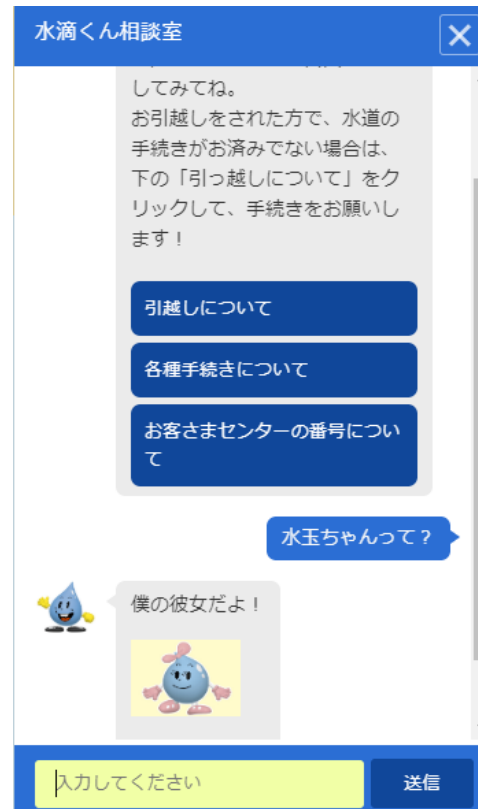 水滴くん相談室
してみてね。
お引越しをされた方で、水道の
手続きがお済みでない場合は、
下の「引っ越しについて」をク
リックして、手続きをお願いし
ます！
引越しについて
各種手続きについて
お客さまセンターの番号につい
て
水玉ちゃんって？
僕の彼女だよ！
入力してください
送信